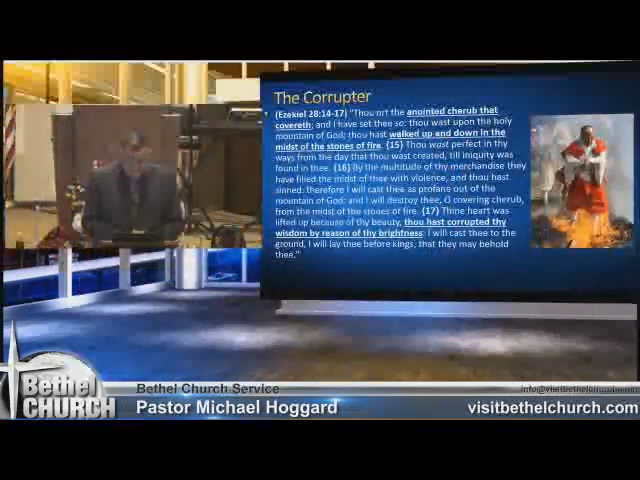 The Corrupter
(Ezekiel 28:14-17) "Thou art the anointed cherub that
covereth; and I have set thee so: thou wast upon the holy
mountain of God; thou hast walked up and down in the
midst of the stones of fire. {15} Thou wast perfect in thy
ways from the day that thou wast created, till iniquity was
found in thee. {16} By the multitude of thy merchandise they
have filled the midst of thee with violence, and thou hast
sinned: therefore I will cast thee as profane out of the
mountain of God: and I will destroy thee, O covering cherub,
from the midst of the stones of fire. {17} Thine heart was
lifted up because of thy beauty, thou hast corrupted thy
wisdom by reason of thy brightness: I will cast thee to the
ground, I will lay thee before kings, that they may behold
thee."
Bethel
CHURCH
Bethel Church Service
Pastor Michael Hoggard
visitbethelchurch.com